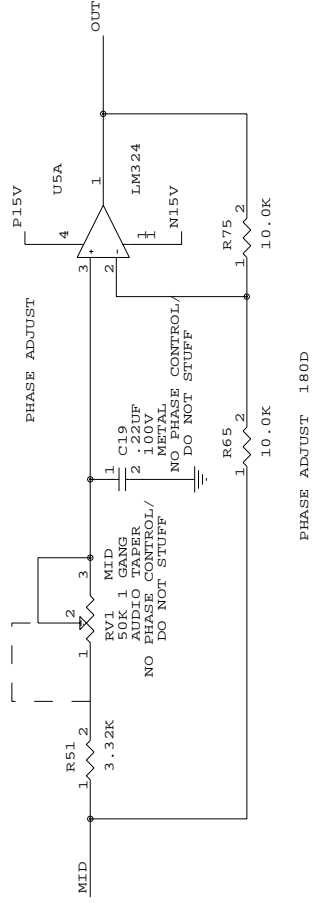 MID
R51
1 2
3.32K
2
1 3
RV1 MID
50K 1 GANG
AUDIO TAPER
NO PHASE CONTROL/
DO NOT STUFF
1 C19
2 .22UF
100V
METAL
NO PHASE CONTROL/
DO NOT STUFF
PHASE ADJUST
P15V
4
U5A
3
+
2
-
1
LM324
11
N15V
OUT
R65
1 2
10.0K
R75
1 2
10.0K
PHASE ADJUST 180D